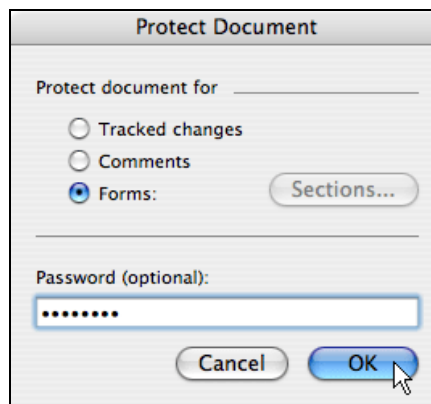 Protect Document
Protect document for
Tracked changes
Comments
Forms:
Sections...
Password (optional):
••••••••
Cancel
OK